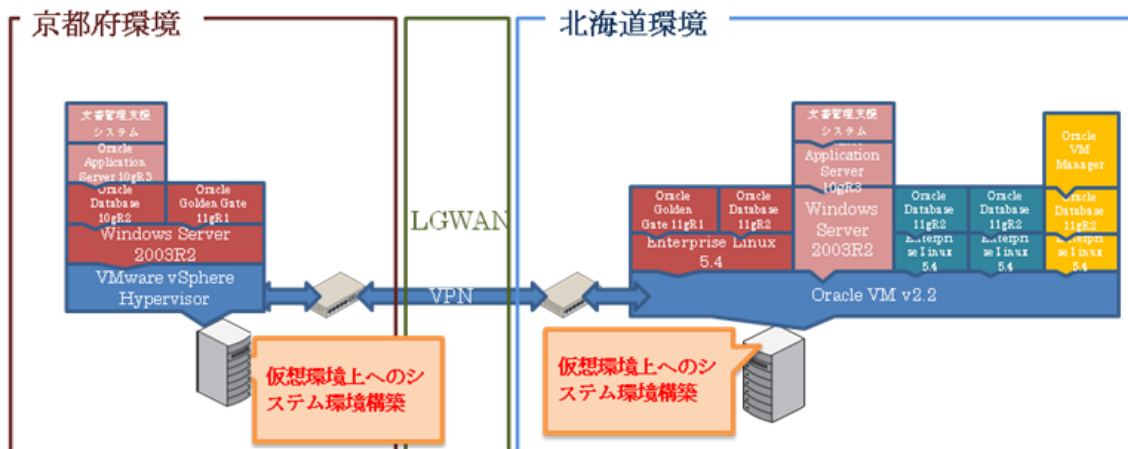 京都府環境
LGWAN
北海道環境
文書管理支援
システム
Oracle
Application
Server 10gR3
Oracle
Database
10gR2
Oracle
Golden Gate
11gR1
Windows Server
2003R2
VMware vSphere
Hypervisor
VPN
仮想環境上へのシ
ステム環境構築
文書管理支援
システム
Application
Server
10gR3
Windows
Server
2003R2
Oracle
Golden
Gate 11gR1
Oracle
Database
11gR2
Enterprise Linux
5.4
Oracle
Database
11gR2
Enterpri
se Linux
5.4
Oracle
Database
11gR2
Enterpri
se Linux
5.4
Oracle
VM
Manager
Oracle
Database
11gR2
Enterpri
se Linux
5.4
Oracle VM v2.2
仮想環境上へのシ
ステム環境構築